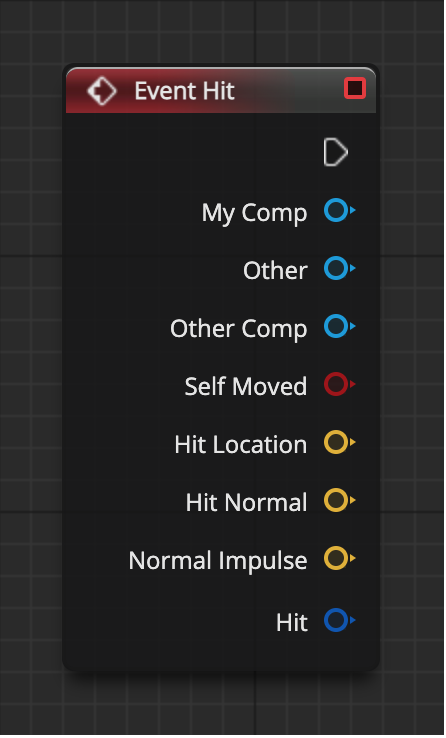 Event Hit
My Comp
Other
Other Comp
Self Moved
Hit Location
Hit Normal
Normal Impulse
Hit